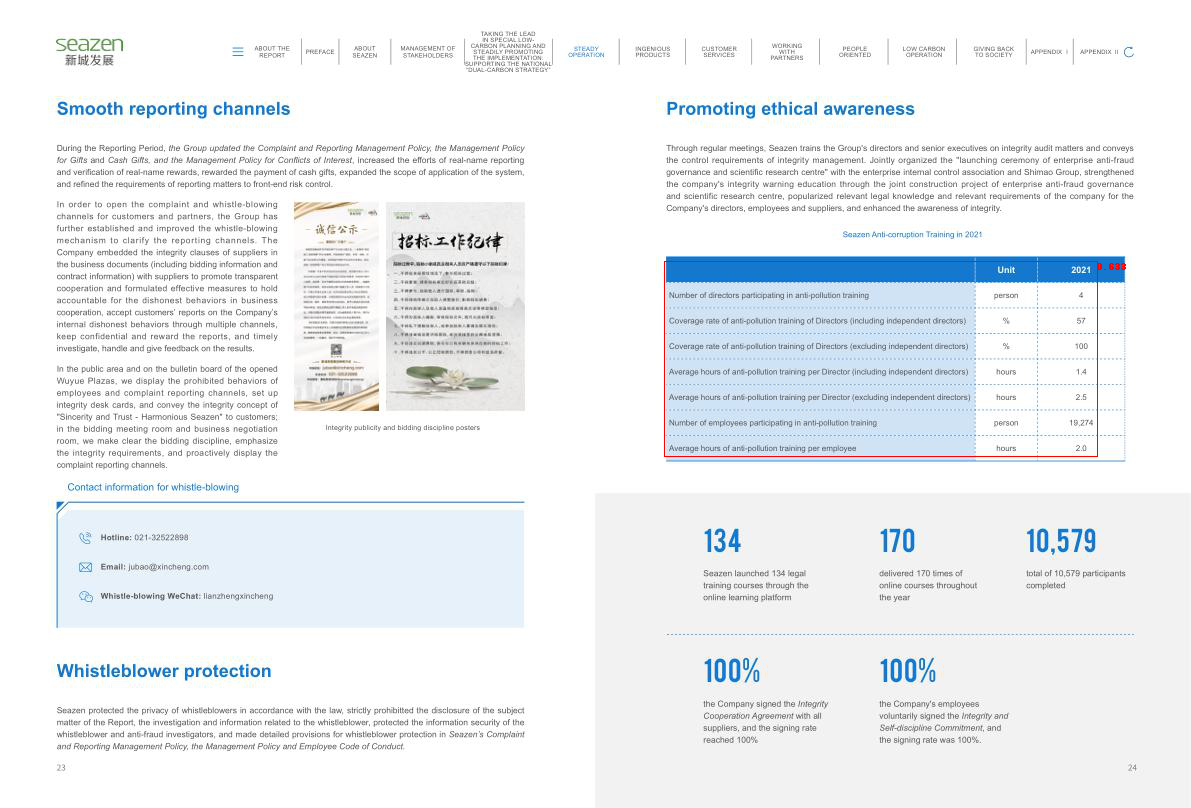 seazen
新城发展
ABOUT THE
REPORT
PREFACE
ABOUT
SEAZEN
MANAGEMENT OF
STAKEHOLDERS
TAKING THE LEAD
IN SPECIAL LOW-
CARBON PLANNING AND
STEADILY PROMOTING
THE IMPLEMENTATION:
SUPPORTING THE NATIONAL
"DUAL-CARBON STRATEGY"
STEADY
OPERATION
INGENIOUS
PRODUCTS
CUSTOMER
SERVICES
WORKING
WITH
PARTNERS
PEOPLE
ORIENTED
LOW CARBON
OPERATION
GIVING BACK
TO SOCIETY
APPENDIX I
APPENDIX II
Smooth reporting channels
During the Reporting Period, the Group updated the Complaint and Reporting Management Policy, the Management Policy
for Gifts and Cash Gifts, and the Management Policy for Conflicts of Interest, increased the efforts of real-name reporting
and verification of real-name rewards, rewarded the payment of cash gifts, expanded the scope of application of the system,
and refined the requirements of reporting matters to front-end risk control.
In order to open the complaint and whistle-blowing
channels for customers and partners, the Group has
further established and improved the whistle-blowing
mechanism to clarify the reporting channels. The
Company embedded the integrity clauses of suppliers in
the business documents (including bidding information and
contract information) with suppliers to promote transparent
cooperation and formulated effective measures to hold
accountable for the dishonest behaviors in business
cooperation, accept customers' reports on the Company's
internal dishonest behaviors through multiple channels,
keep confidential and reward the reports, and timely
investigate, handle and give feedback on the results.
In the public area and on the bulletin board of the opened
Wuyue Plazas, we display the prohibited behaviors of
employees and complaint reporting channels, set up
integrity desk cards, and convey the integrity concept of
"Sincerity and Trust - Harmonious Seazen" to customers;
in the bidding meeting room and business negotiation
room, we make clear the bidding discipline, emphasize
the integrity requirements, and proactively display the
complaint reporting channels.
seazen
诚信公示
seazen
招标工作纪律
Integrity publicity and bidding discipline posters
Contact information for whistle-blowing
Hotline: 021-32522898
Email: jubao@xincheng.com
Whistle-blowing WeChat: lianzhengxincheng
Whistleblower protection
Seazen protected the privacy of whistleblowers in accordance with the law, strictly prohibitted the disclosure of the subject
matter of the Report, the investigation and information related to the whistleblower, protected the information security of the
whistleblower and anti-fraud investigators, and made detailed provisions for whistleblower protection in Seazen's Complaint
and Reporting Management Policy, the Management Policy and Employee Code of Conduct.
23
Promoting ethical awareness
Through regular meetings, Seazen trains the Group's directors and senior executives on integrity audit matters and conveys
the control requirements of integrity management. Jointly organized the "launching ceremony of enterprise anti-fraud
governance and scientific research centre" with the enterprise internal control association and Shimao Group, strengthened
the company's integrity warning education through the joint construction project of enterprise anti-fraud governance
and scientific research centre, popularized relevant legal knowledge and relevant requirements of the company for the
Company's directors, employees and suppliers, and enhanced the awareness of integrity.
Seazen Anti-corruption Training in 2021
Unit 2021
Number of directors participating in anti-pollution training person 4
Coverage rate of anti-pollution training of Directors (including independent directors) % 57
Coverage rate of anti-pollution training of Directors (excluding independent directors) % 100
Average hours of anti-pollution training per Director (including independent directors) hours 1.4
Average hours of anti-pollution training per Director (excluding independent directors) hours 2.5
Number of employees participating in anti-pollution training person 19,274
Average hours of anti-pollution training per employee hours 2.0
134
Seazen launched 134 legal
training courses through the
online learning platform
170
delivered 170 times of
online courses throughout
the year
10,579
total of 10,579 participants
completed
100%
the Company signed the Integrity
Cooperation Agreement with all
suppliers, and the signing rate
reached 100%
100%
the Company's employees
voluntarily signed the Integrity and
Self-discipline Commitment, and
the signing rate was 100%.
24